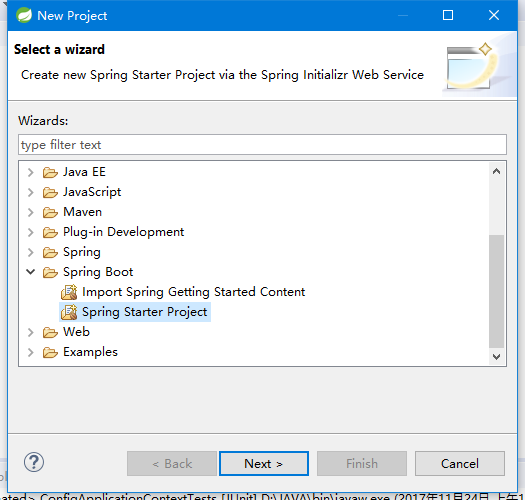 New Project
Select a wizard
Create new Spring Starter Project via the Spring Initializr Web Service
Wizards:
type filter text
Java EE
JavaScript
Maven
Plug-in Development
Spring
Spring Boot
Import Spring Getting Started Content
Spring Starter Project
Web
Examples
< Back
Next >
Finish
Cancel
ConfigApplicationContextTests [JUnit] D:\JAVA\bin\javaw.exe (2017年11月24日 上午1